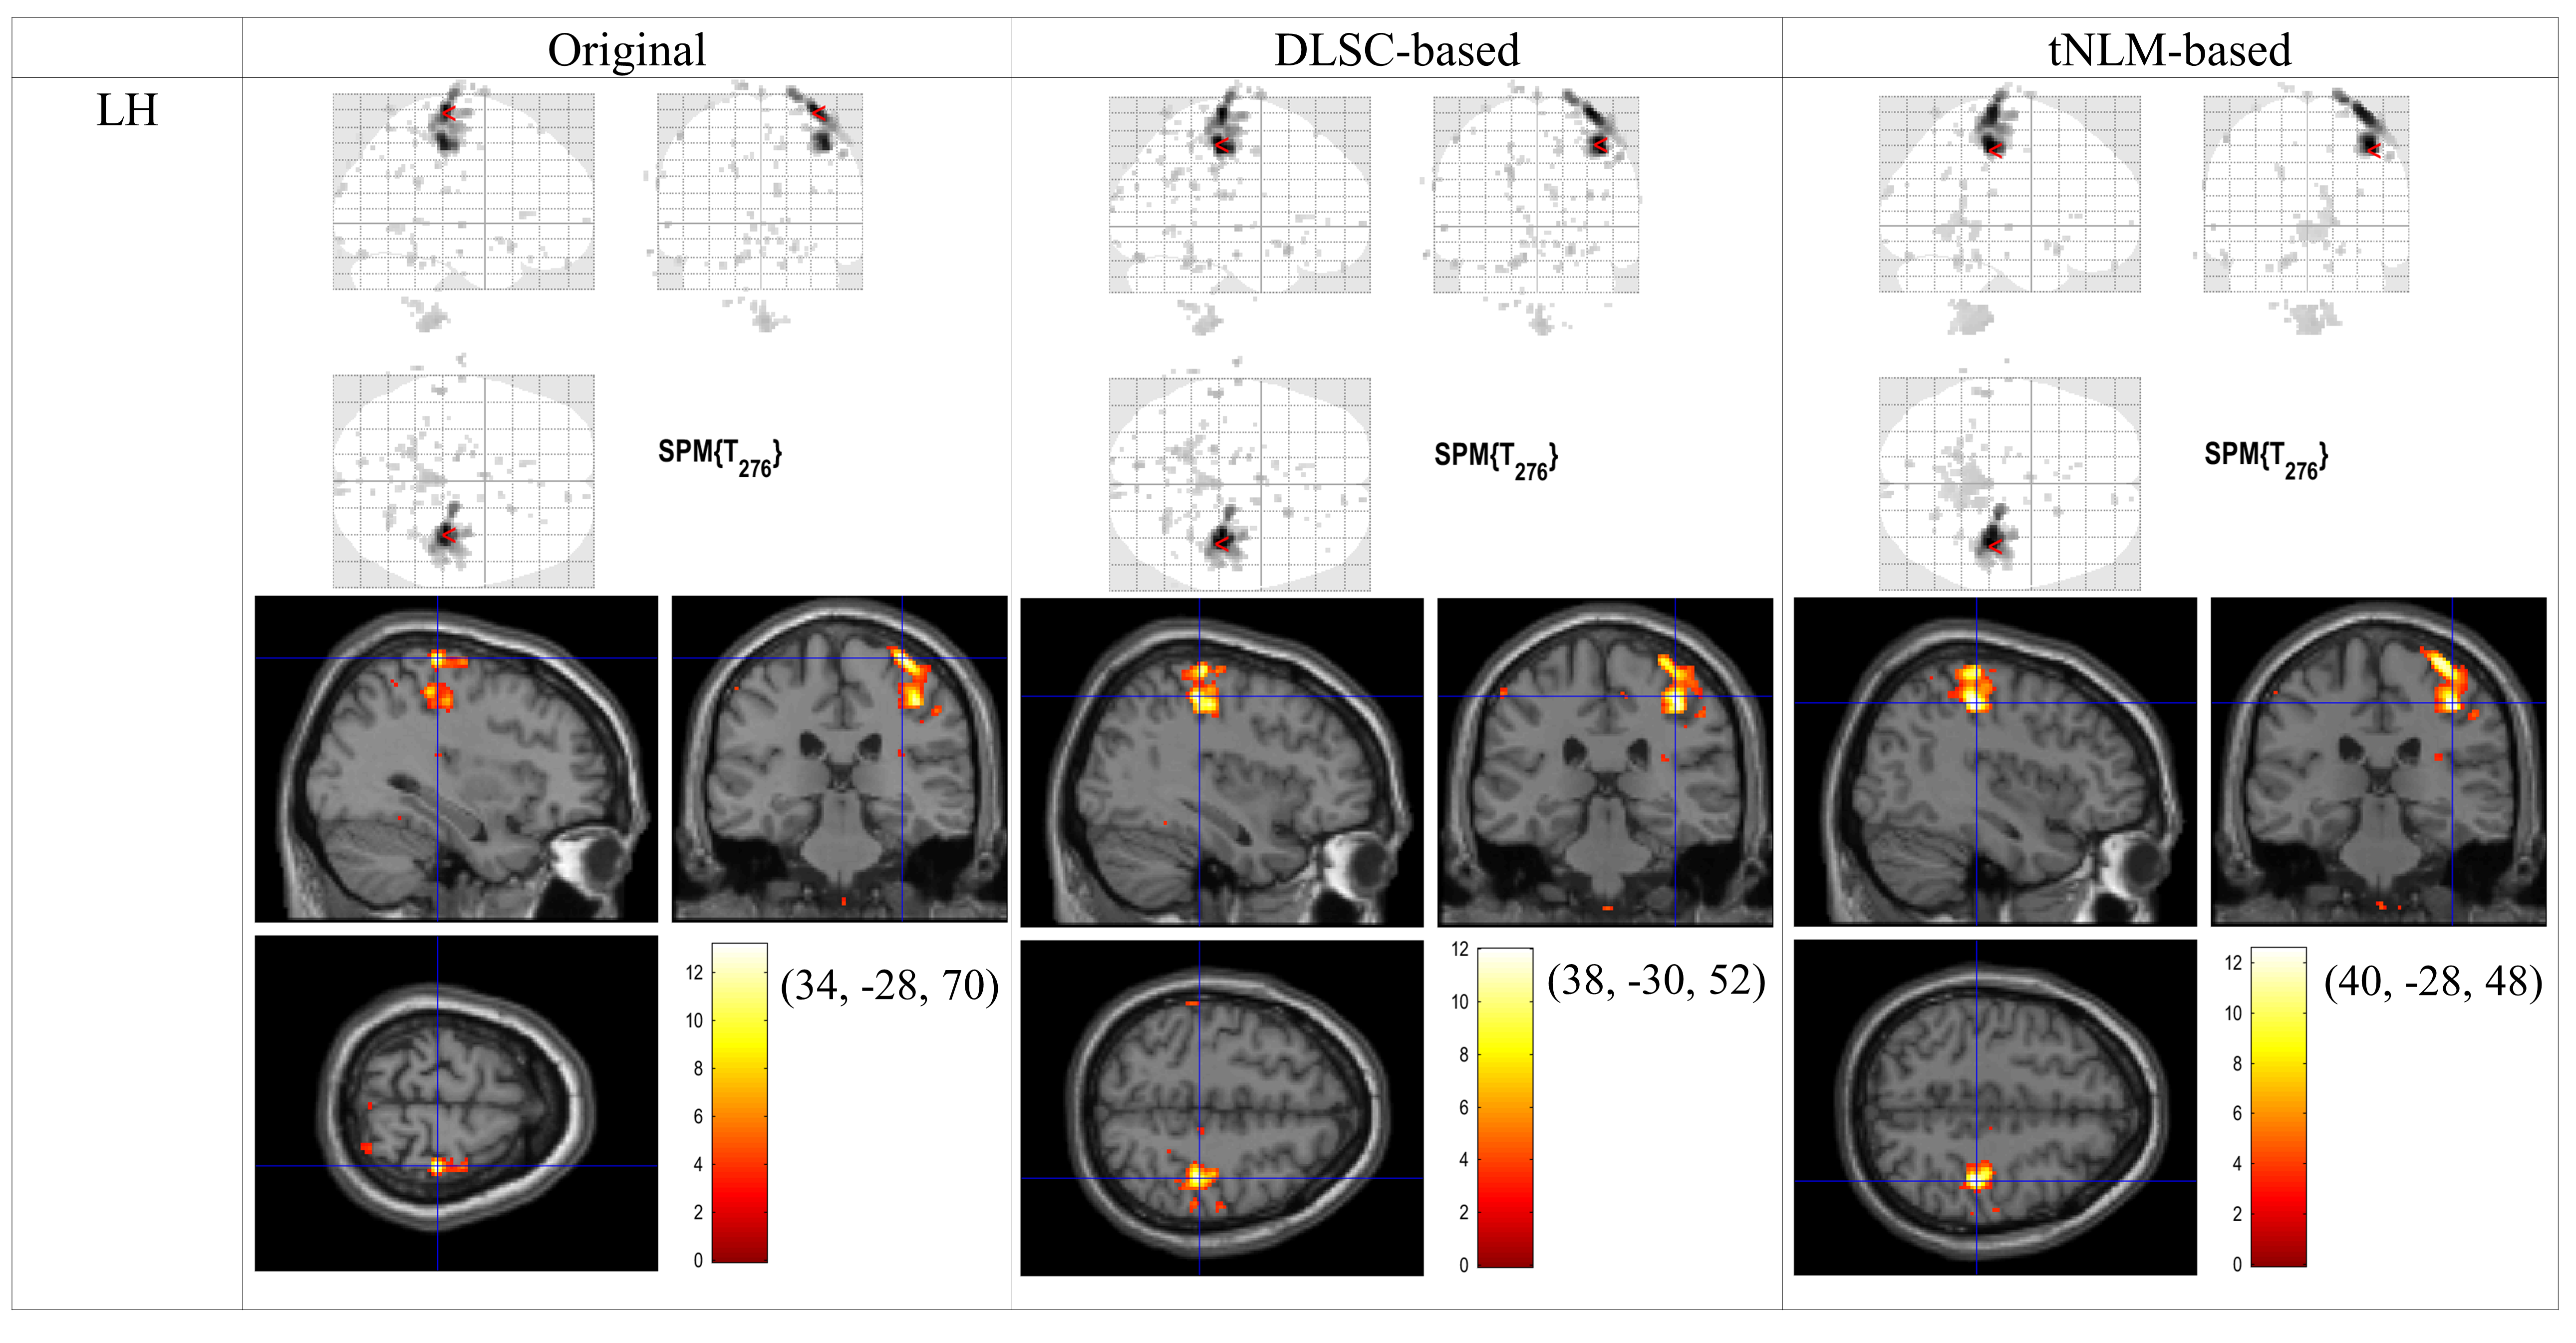 Original
DLSC-based
tNLM-based
LH
SPM{T276}
SPM{T276}
SPM{T276}
12
10
8
6
4
2
0
(34, -28, 70)
12
10
8
6
4
2
0
(38, -30, 52)
12
10
8
6
4
2
0
(40, -28, 48)